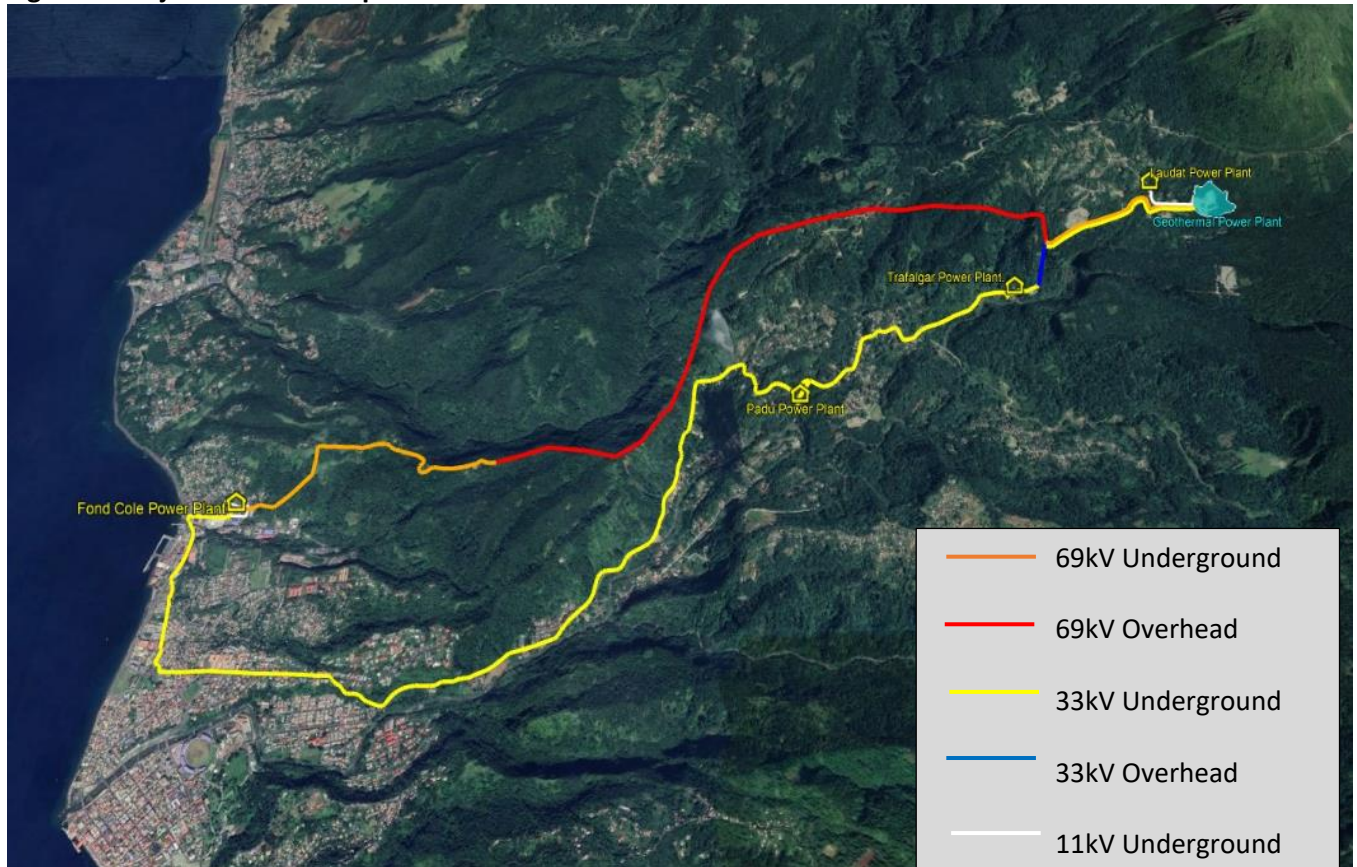 Laudat Power Plant
Geothermal Power Plant
Trafalgar Power Plant
Padu Power Plant
Fond Cole Power Plant
69kV Underground
69kV Overhead
33kV Underground
33kV Overhead
11kV Underground